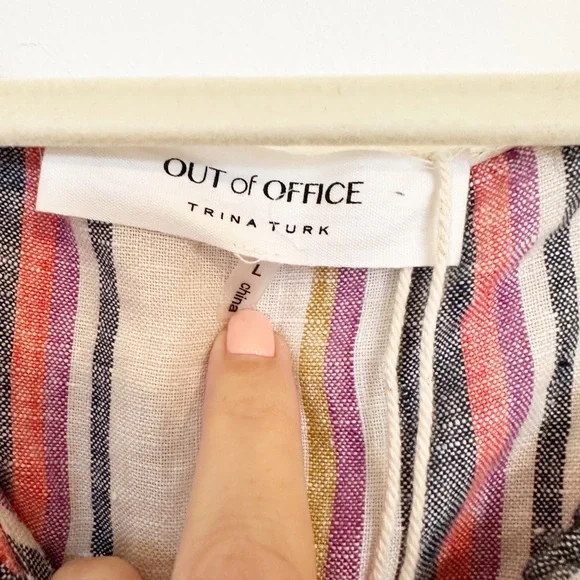 OUT of OFFICE
TRINA TURK
L
china